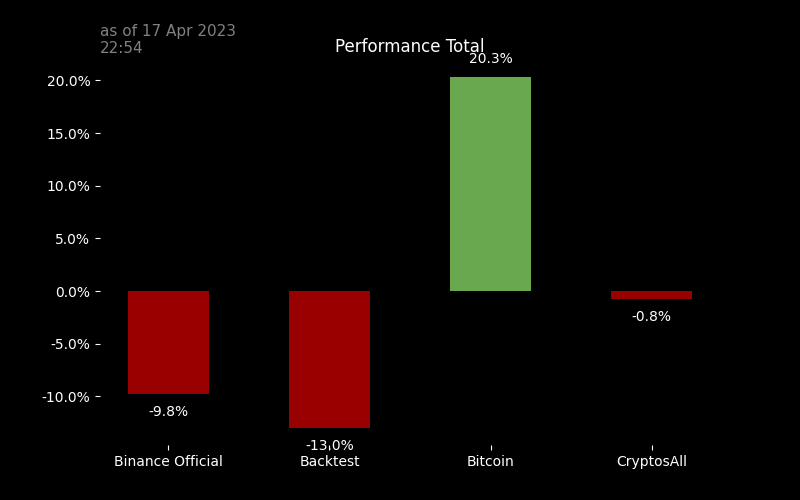 as of 17 Apr 2023
22:54
Performance Total
20.3%
20.0%
15.0%
10.0%
5.0%
0.0%
-5.0%
-10.0%
-9.8%
-13.0%
-0.8%
Binance Official
Backtest
Bitcoin
CryptosAll